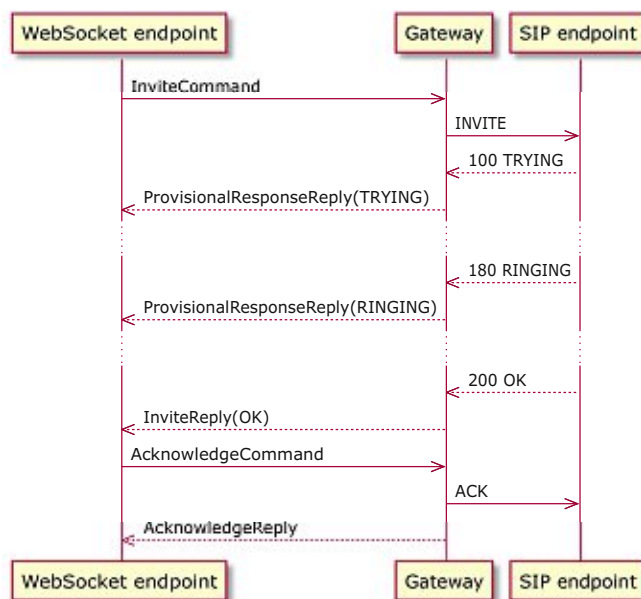 WebSocket endpoint
Gateway
SIP endpoint
InviteCommand
INVITE
100 TRYING
ProvisionalResponseReply(TRYING)
180 RINGING
ProvisionalResponseReply(RINGING)
200 OK
InviteReply(OK)
AcknowledgeCommand
ACK
AcknowledgeReply
WebSocket endpoint
Gateway
SIP endpoint